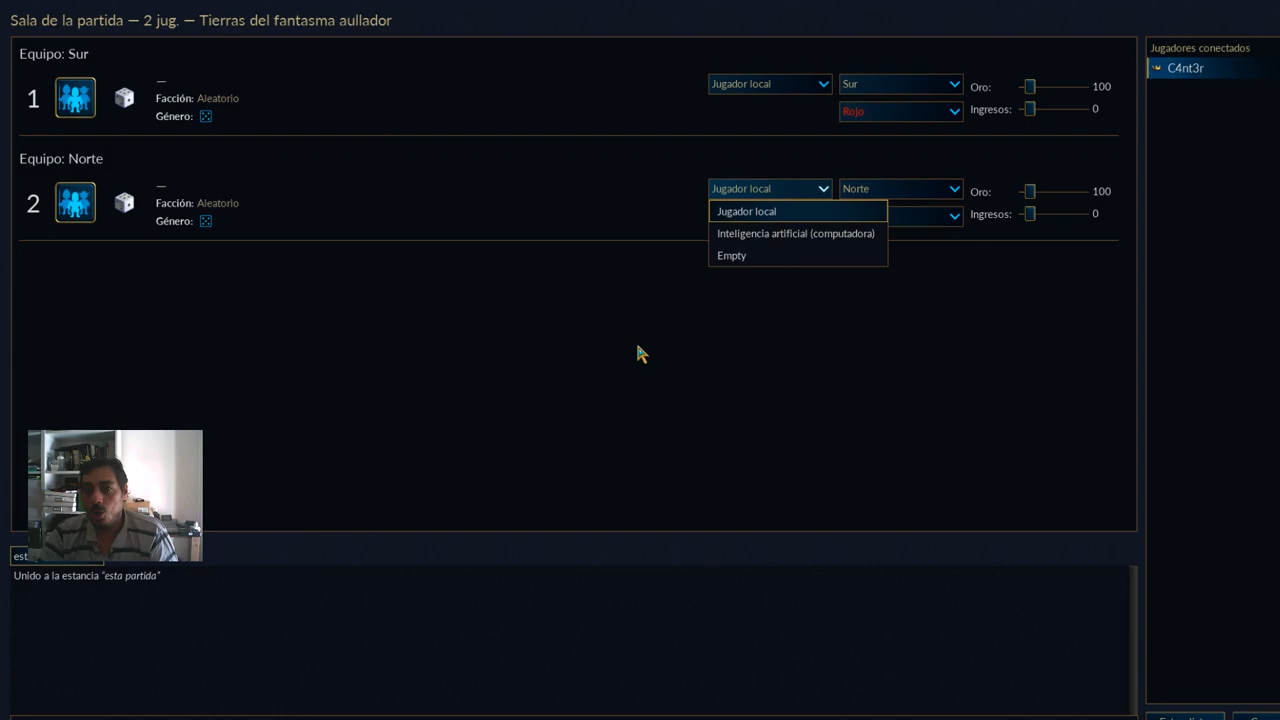 Sala de la partida — 2 jug. — Tierras del fantasma aullador
Jugadores conectados
C4nt3r
Equipo: Sur
1
—
Facción: Aleatorio
Género:
Jugador local
Sur
Rojo
Oro:
100
Ingresos:
0
Equipo: Norte
2
—
Facción: Aleatorio
Género:
Jugador local
Norte
Oro:
100
Ingresos:
0
Jugador local
Inteligencia artificial (computadora)
Empty
Unido a la estancia “esta partida”